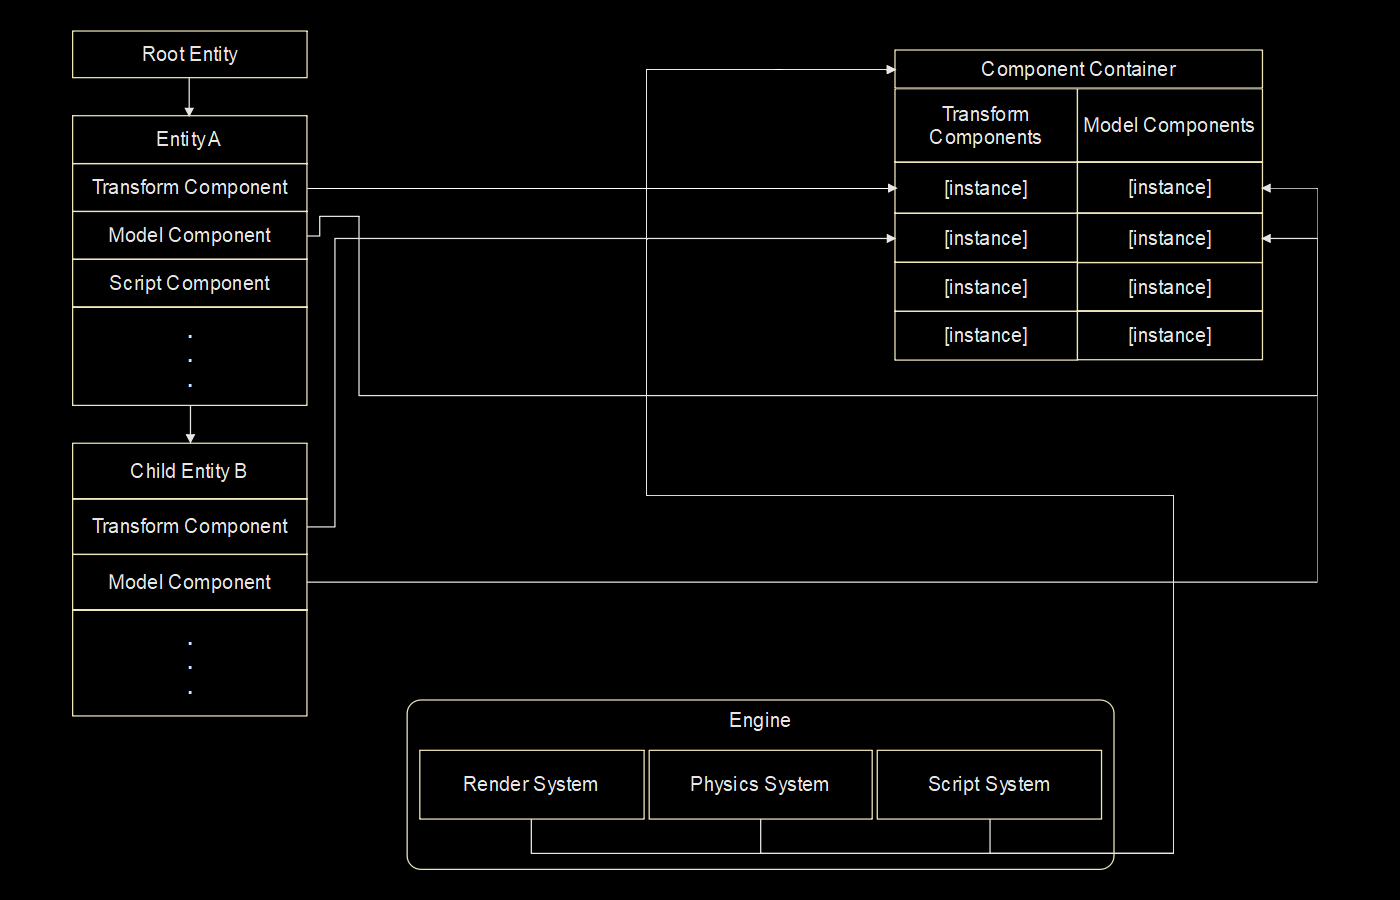 Root Entity
Entity A
Transform Component
Model Component
Script Component
.
.
.
Child Entity B
Transform Component
Model Component
.
.
.
Component Container
Transform
Components
Model Components
[instance]
[instance]
[instance]
[instance]
[instance]
[instance]
[instance]
[instance]
Engine
Render System
Physics System
Script System